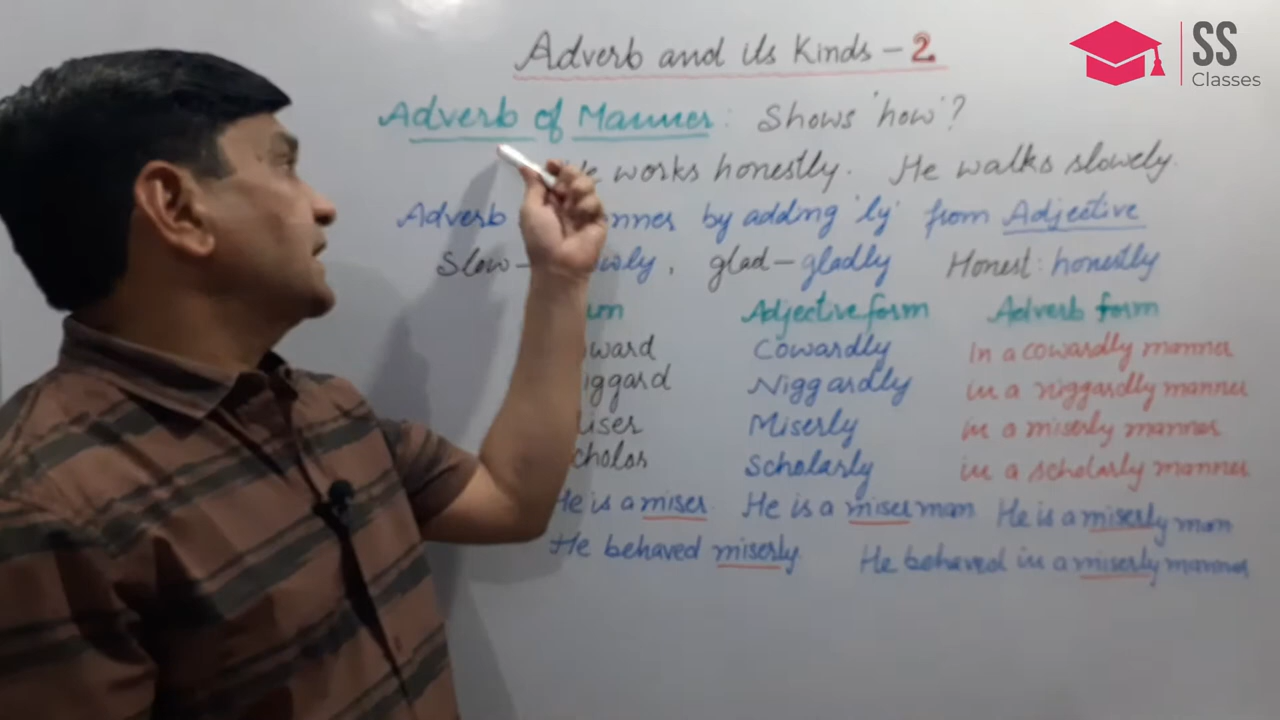 Adverb and its Kinds - 2
SS
Classes
Adverb of Manner : Shows 'how'?
works honestly. He walks slowely.
Adverb by adding 'ly' from Adjective
Slow - glad - gladly Honest : honestly
Adjective form Adverb form
Cowardly In a cowardly manner
Niggardly in a niggardly manner
Miserly in a miserly manner
Scholarly in a scholarly manner
He is a miser. He is a miser man He is a miserly man
He behaved miserly. He behaved in a miserly manner